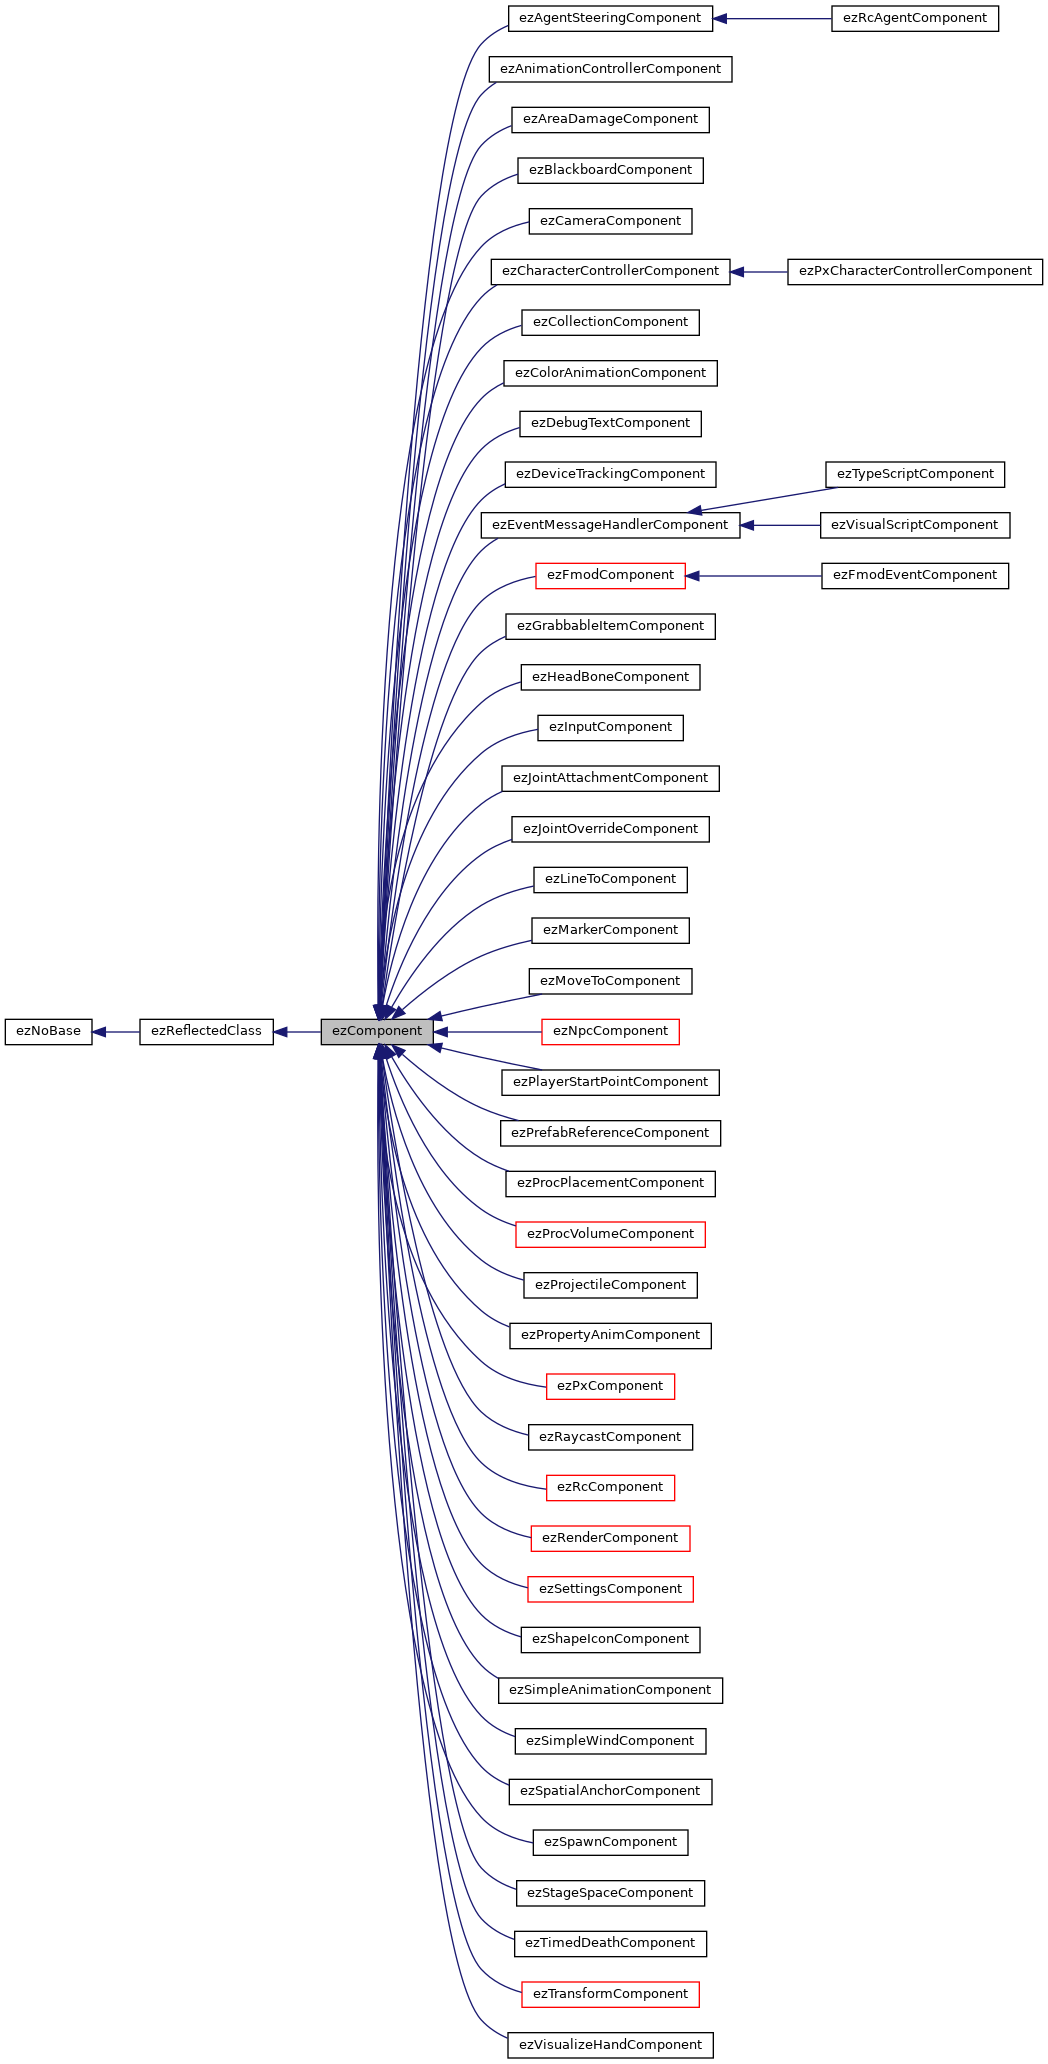 ezAgentSteeringComponent
ezRcAgentComponent
ezAnimationControllerComponent
ezAreaDamageComponent
ezBlackboardComponent
ezCameraComponent
ezCharacterControllerComponent
ezPxCharacterControllerComponent
ezCollectionComponent
ezColorAnimationComponent
ezDebugTextComponent
ezDeviceTrackingComponent
ezTypeScriptComponent
ezEventMessageHandlerComponent
ezVisualScriptComponent
ezFmodComponent
ezFmodEventComponent
ezGrabbableItemComponent
ezHeadBoneComponent
ezInputComponent
ezJointAttachmentComponent
ezJointOverrideComponent
ezLineToComponent
ezMarkerComponent
ezMoveToComponent
ezNoBase
ezReflectedClass
ezComponent
ezNpcComponent
ezPlayerStartPointComponent
ezPrefabReferenceComponent
ezProcPlacementComponent
ezProcVolumeComponent
ezProjectileComponent
ezPropertyAnimComponent
ezPxComponent
ezRaycastComponent
ezRcComponent
ezRenderComponent
ezSettingsComponent
ezShapeIconComponent
ezSimpleAnimationComponent
ezSimpleWindComponent
ezSpatialAnchorComponent
ezSpawnComponent
ezStageSpaceComponent
ezTimedDeathComponent
ezTransformComponent
ezVisualizeHandComponent